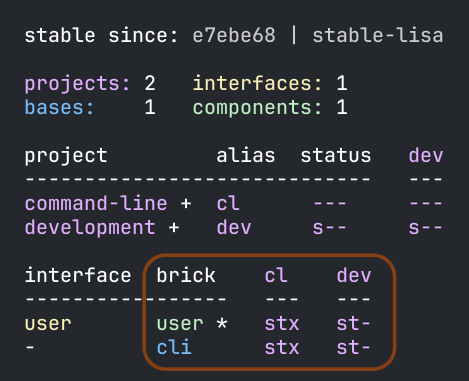 stable since: e7ebe68 | stable-lisa
projects: 2   interfaces: 1
bases:    1   components: 1
project         alias  status   dev
-----------------------------   ---
command-line +  cl      ---     ---
development +   dev     s--     s--
interface  brick    cl    dev
-----------------   ---   ---
user       user *   stx   st-
-          cli      stx   st-